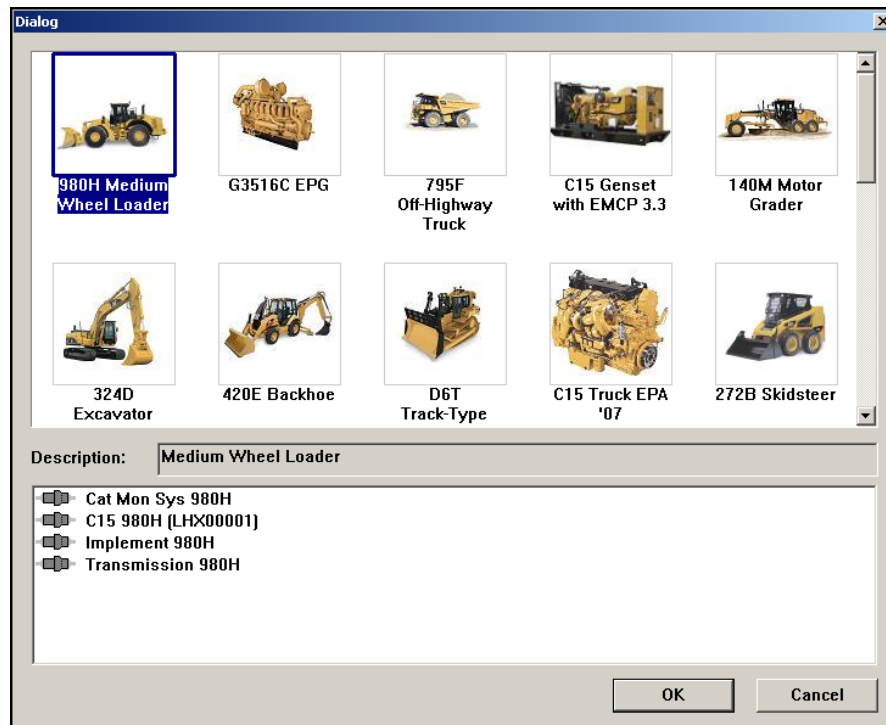 Dialog
980H Medium
Wheel Loader
G3516C EPG
795F
Off-Highway
Truck
C15 Genset
with EMCP 3.3
140M Motor
Grader
324D
Excavator
420E Backhoe
D6T
Track-Type
C15 Truck EPA
'07
272B Skidsteer
Description:
Medium Wheel Loader
Cat Mon Sys 980H
C15 980H (LHX00001)
Implement 980H
Transmission 980H
OK
Cancel